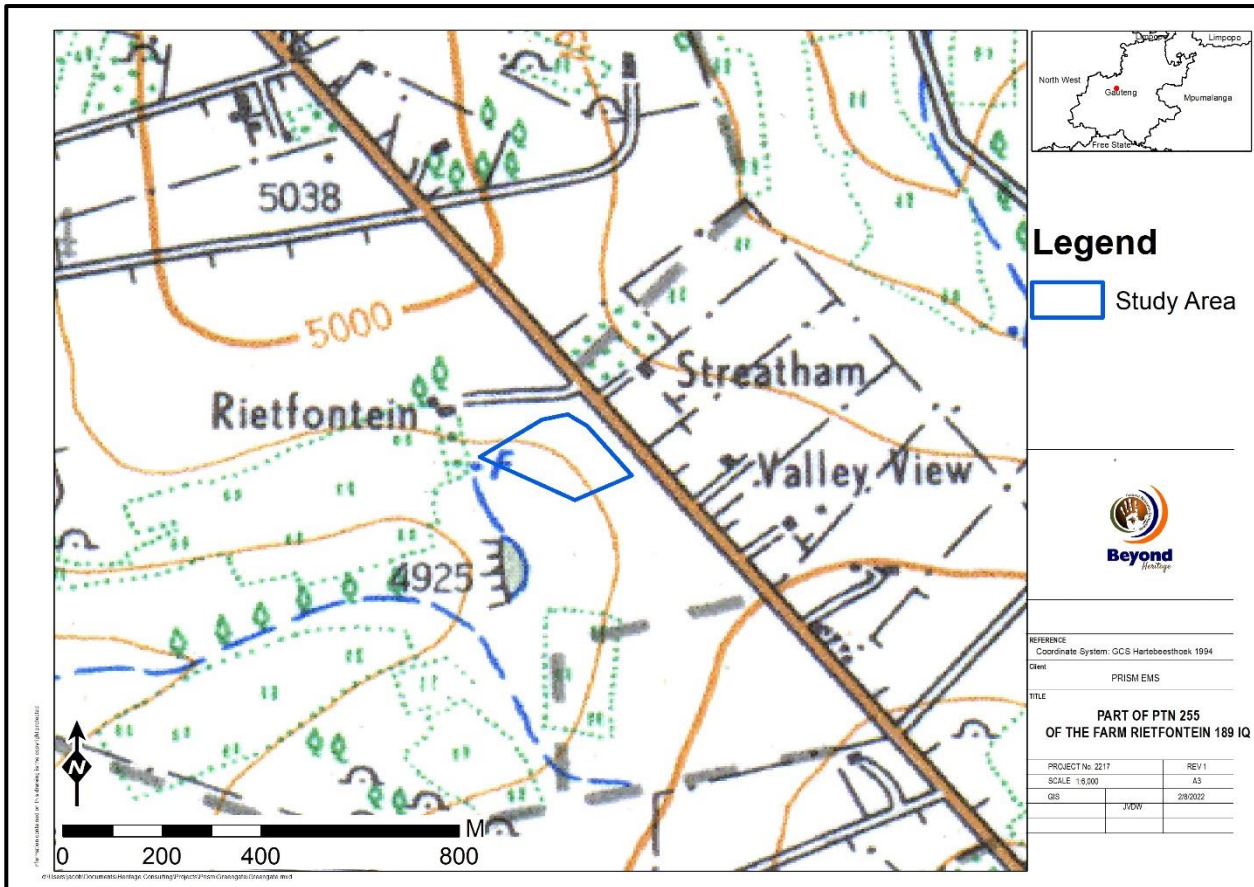 5038
5000
Rietfontein
Streatham
Valley View
F
4925
N
M
0 200 400 800
Limpopo
North West
Gauteng
Mpumalanga
Free State
Legend
Study Area
Beyond
Heritage
REFERENCE
Coordinate System: GCS Hartebeesthoek 1994
Client
PRISM EMS
TITLE
PART OF PTN 255
OF THE FARM RIETFONTEIN 189 IQ
PROJECT No. 2217 REV 1
SCALE 1:6,000 A3
GIS JVDW 2/8/2022